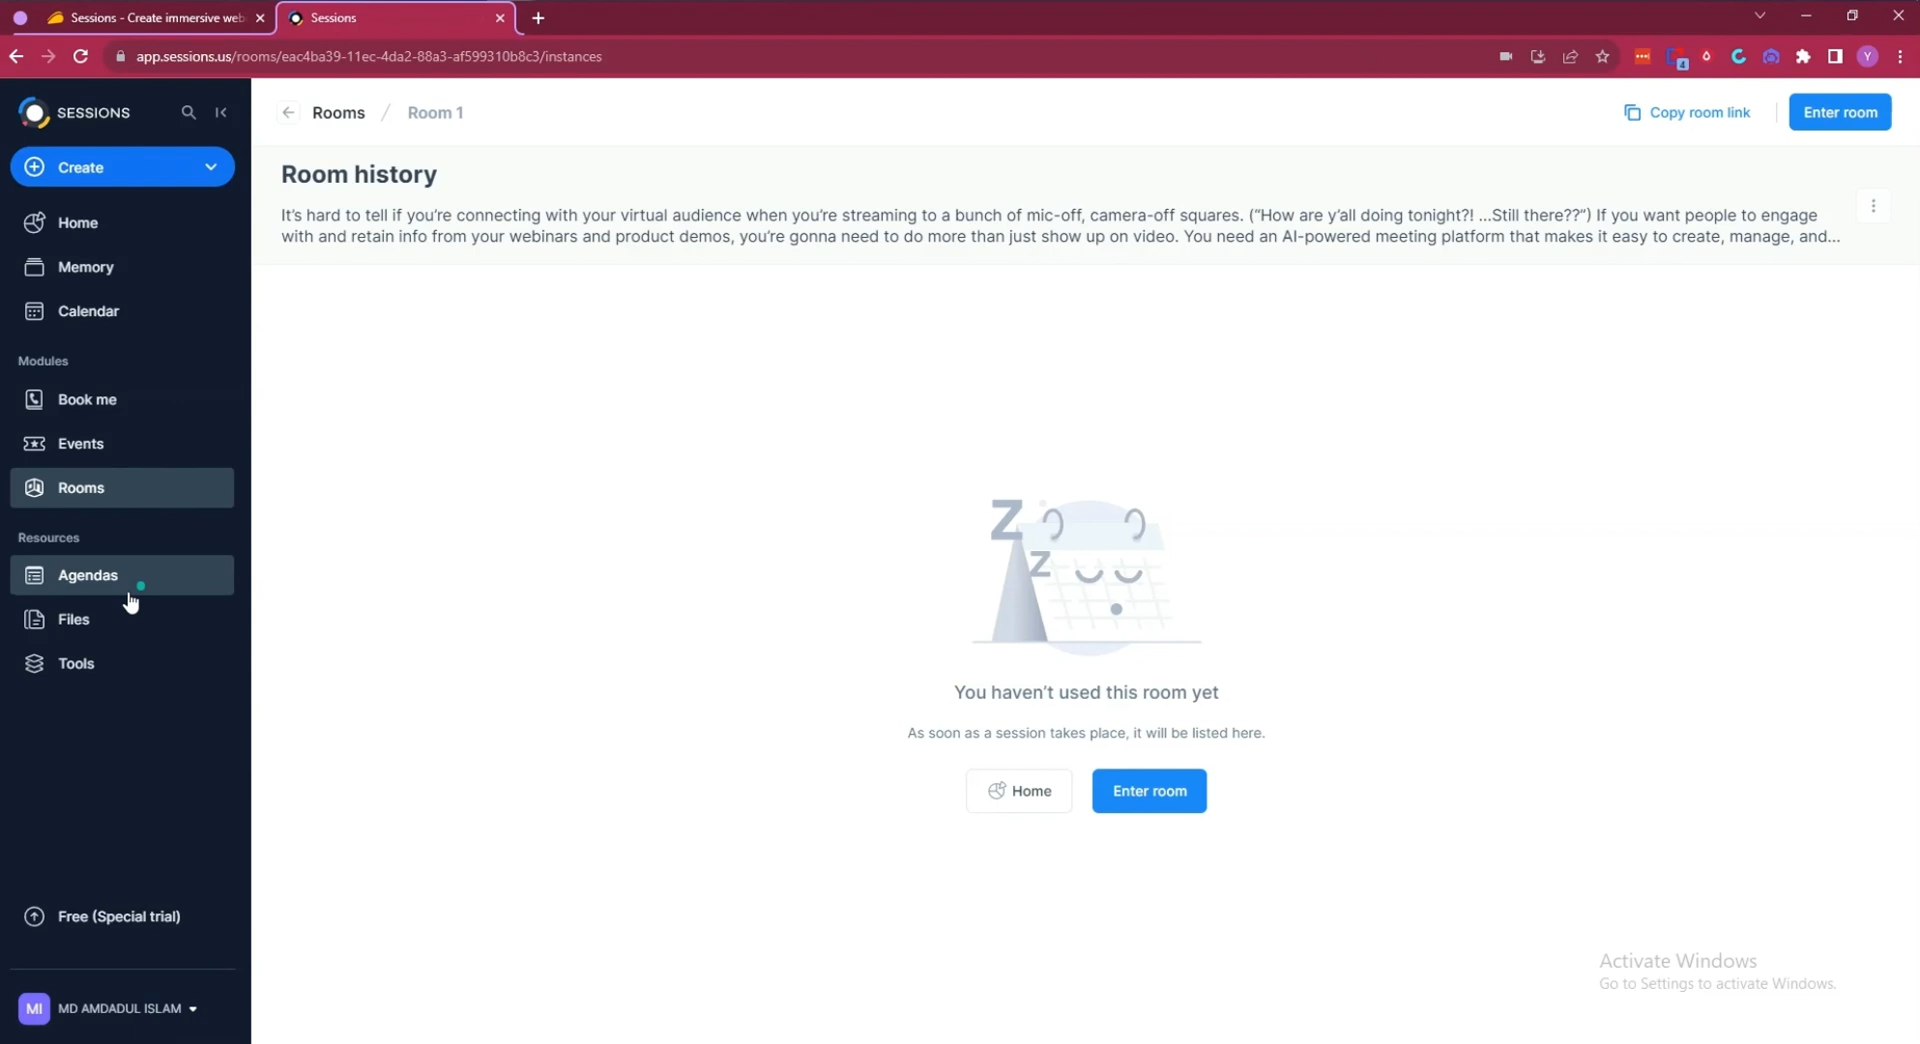 Sessions - Create immersive web
Sessions
app.sessions.us/rooms/eac4ba39-11ec-4da2-88a3-af599310b8c3/instances
4
Y
SESSIONS
Rooms / Room 1
Copy room link
Enter room
Create
Room history
It's hard to tell if you're connecting with your virtual audience when you're streaming to a bunch of mic-off, camera-off squares. (“How are y'all doing tonight?! ...Still there??”) If you want people to engage
with and retain info from your webinars and product demos, you're gonna need to do more than just show up on video. You need an AI-powered meeting platform that makes it easy to create, manage, and...
Home
Memory
Calendar
Modules
Book me
Events
Rooms
Resources
Agendas
Files
Tools
Z
Z
You haven't used this room yet
As soon as a session takes place, it will be listed here.
Home
Enter room
Free (Special trial)
Activate Windows
Go to Settings to activate Windows.
MI MD AMDADUL ISLAM